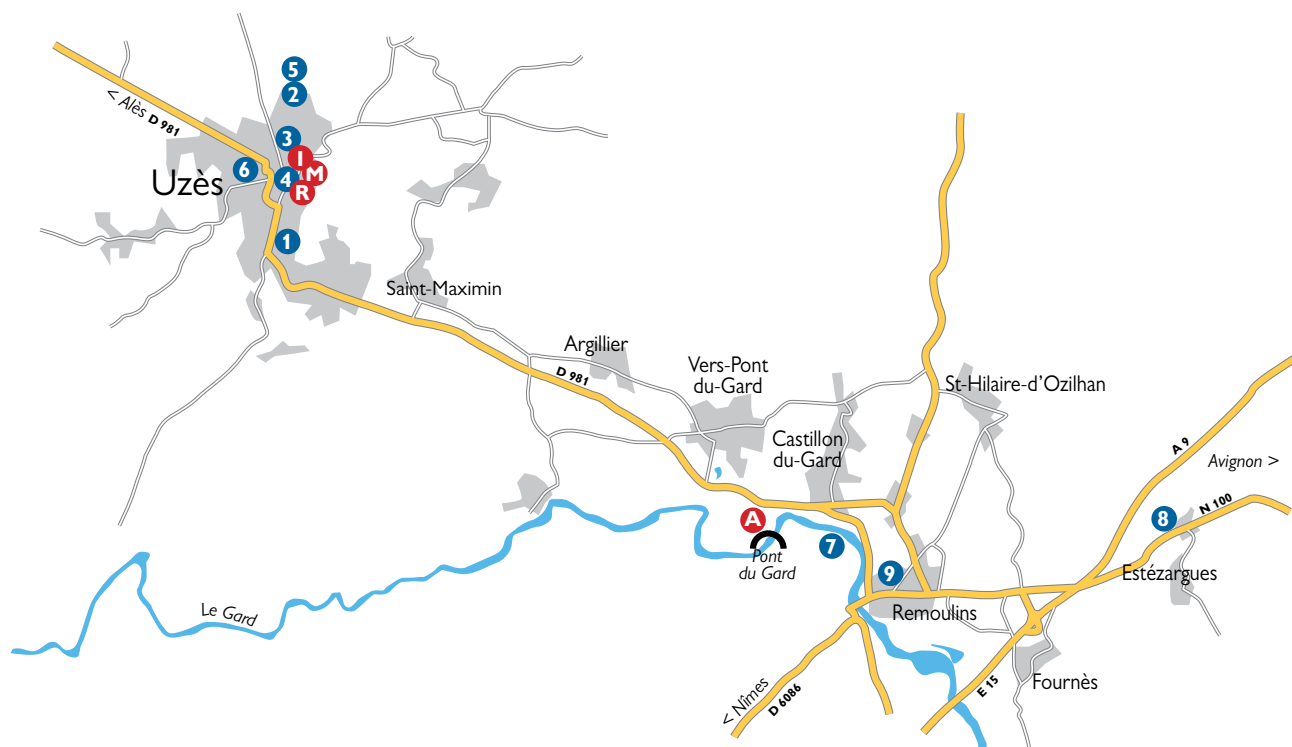 5
2
< Alès
D 981
3
I
M
6
4
R
Uzès
1
Saint-Maximin
Argillier
D 981
Vers-Pont
du-Gard
St-Hilaire-d'Ozilhan
Castillon
du-Gard
A 9
Avignon >
N 100
8
A
7
Pont
du Gard
9
Estézargues
Le Gard
Remoulins
Fournès
E 15
< Nîmes
D 6086